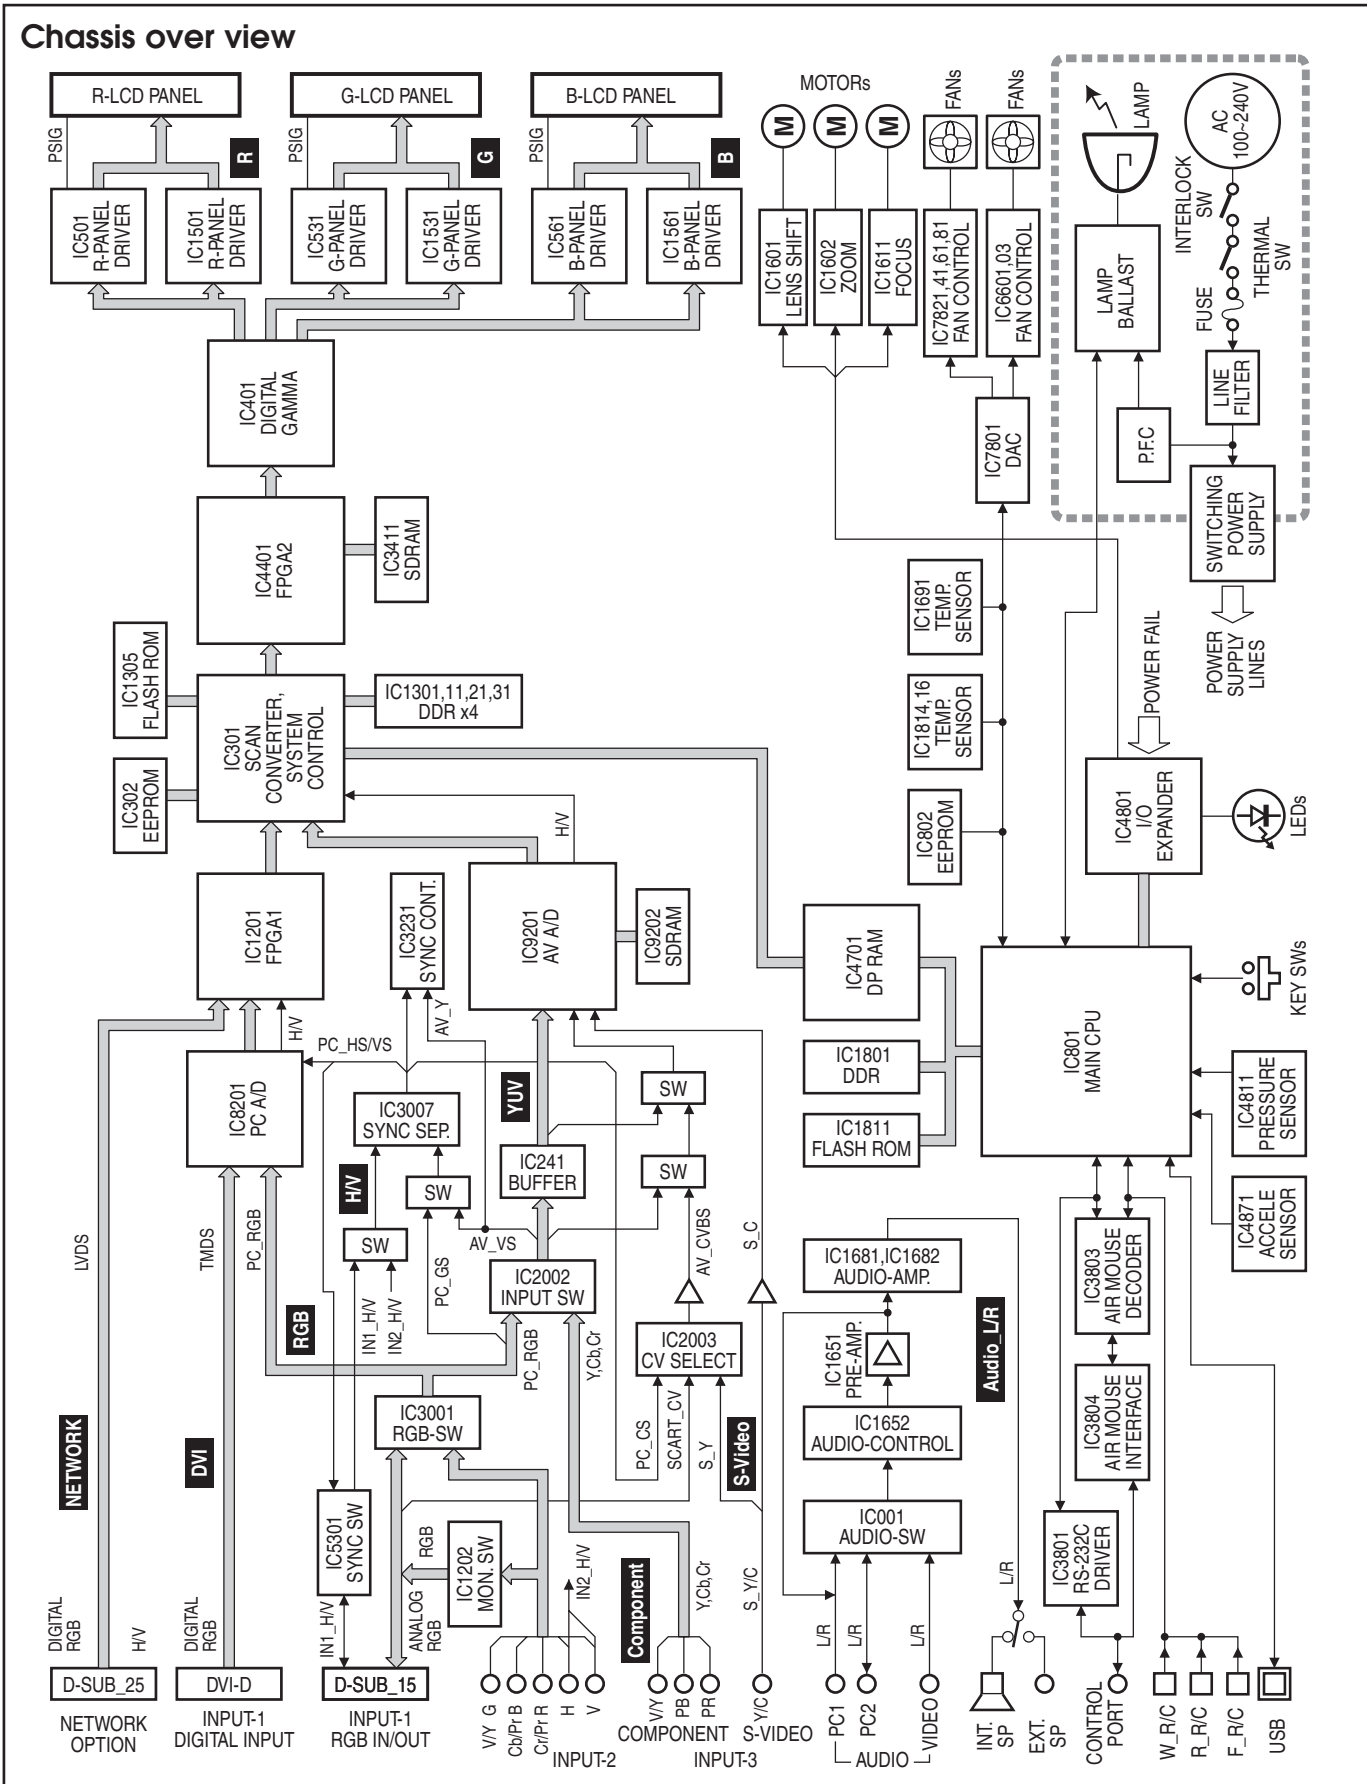 Chassis over view
R-LCD PANEL
G-LCD PANEL
B-LCD PANEL
MOTORs
FANs
FANs
PSIG
PSIG
PSIG
R
G
B
M
M
M
LAMP
AC
100~240V
INTERLOCK
SW
THERMAL
SW
FUSE
IC501
R-PANEL
DRIVER
IC1501
R-PANEL
DRIVER
IC531
G-PANEL
DRIVER
IC1531
G-PANEL
DRIVER
IC561
B-PANEL
DRIVER
IC1561
B-PANEL
DRIVER
IC1601
LENS SHIFT
IC1602
ZOOM
IC1611
FOCUS
IC7821,41,61,81
FAN CONTROL
IC6601,03
FAN CONTROL
LAMP
BALLAST
LINE
FILTER
P.F.C
IC7801
DAC
SWITCHING
POWER
SUPPLY
POWER
SUPPLY
LINES
POWER FAIL
IC401
DIGITAL
GAMMA
IC4401
FPGA2
IC3411
SDRAM
IC1305
FLASH ROM
IC301
SCAN
CONVERTER,
SYSTEM
CONTROL
IC1301,11,21,31
DDR x4
IC302
EEPROM
H/V
IC1691
TEMP.
SENSOR
IC1814,16
TEMP.
SENSOR
IC802
EEPROM
IC4801
I/O
EXPANDER
LEDs
IC1201
FPGA1
IC3231
SYNC CONT.
IC9201
AV A/D
IC9202
SDRAM
IC4701
DP RAM
IC1801
DDR
IC1811
FLASH ROM
IC801
MAIN CPU
KEY SWs
IC4811
PRESSURE
SENSOR
IC4871
ACCELE
SENSOR
H/V
PC_HS/VS
AV_Y
IC8201
PC A/D
IC3007
SYNC SEP.
YUV
SW
IC241
BUFFER
SW
SW
H/V
SW
AV_VS
LVDS
TMDS
PC_RGB
RGB
IN1_H/V
IN2_H/V
PC_GS
IC2002
INPUT SW
AV_CVBS
S_C
PC_RGB
Y,Cb,Cr
IC2003
CV SELECT
IC1681,IC1682
AUDIO-AMP.
IC1651
PRE-AMP.
Audio_L/R
IC3803
AIR MOUSE
DECODER
IC3804
AIR MOUSE
INTERFACE
NETWORK
DVI
IC3001
RGB-SW
PC_CS
SCART_CV
S_Y
S-Video
IC1652
AUDIO-CONTROL
IC001
AUDIO-SW
IC5301
SYNC SW
RGB
IC1202
MON. SW
IN2_H/V
Component
Y,Cb,Cr
S_Y/C
IC3801
RS-232C
DRIVER
L/R
DIGITAL
RGB
H/V
DIGITAL
RGB
IN1_H/V
ANALOG
RGB
L/R
L/R
L/R
D-SUB_25
DVI-D
D-SUB_15
NETWORK
OPTION
INPUT-1
DIGITAL INPUT
INPUT-1
RGB IN/OUT
V/Y G
Cb/Pr B
Cr/Pr R
H
V
INPUT-2
V/Y
PB
PR
COMPONENT
INPUT-3
Y/C
S-VIDEO
PC1
PC2
VIDEO
AUDIO
INT.
SP
EXT.
SP
CONTROL
PORT
W_R/C
R_R/C
F_R/C
USB